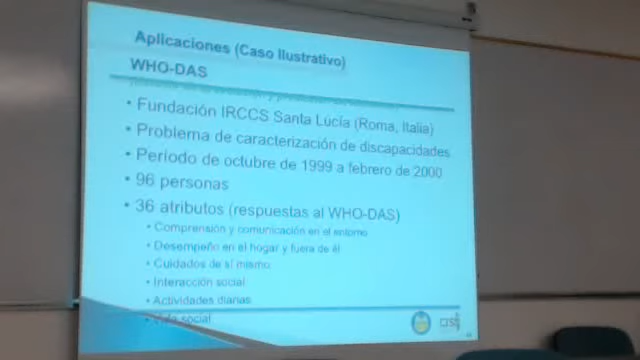 Aplicaciones (Caso Ilustrativo)
WHO-DAS
• Fundación IRCCS Santa Lucía (Roma, Italia)
• Problema de caracterización de discapacidades
• Período de octubre de 1999 a febrero de 2000
• 96 personas
• 36 atributos (respuestas al WHO-DAS)
• Comprensión y comunicación en el entorno
• Desempeño en el hogar y fuera de él
• Cuidados de sí mismo
• Interacción social
• Actividades diarias
• Vida social